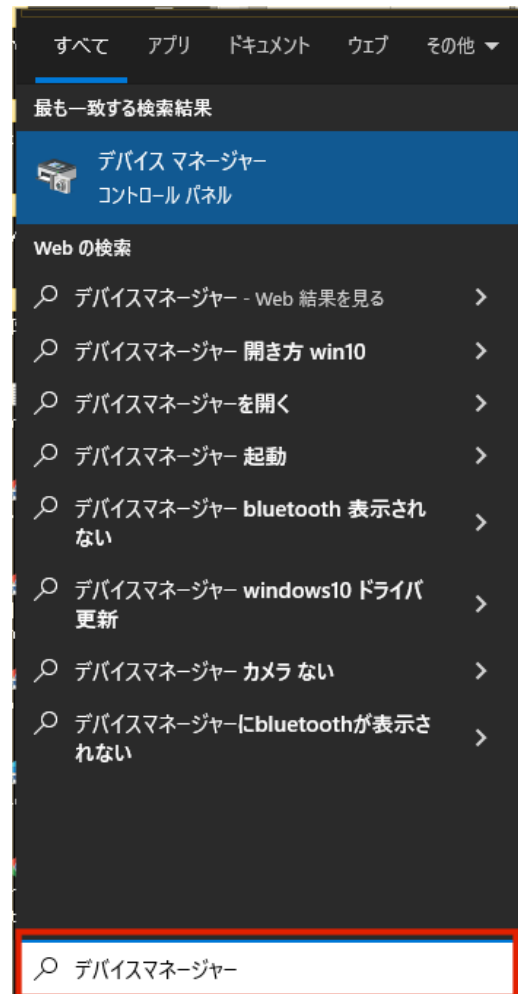 すべて アプリ ドキュメント ウェブ その他
最も一致する検索結果
デバイス マネージャー
コントロール パネル
Web の検索
デバイスマネージャー - Web 結果を見る
デバイスマネージャー 開き方 win10
デバイスマネージャーを開く
デバイスマネージャー 起動
デバイスマネージャー bluetooth 表示され
ない
デバイスマネージャー windows10 ドライバ
更新
デバイスマネージャー カメラ ない
デバイスマネージャーにbluetoothが表示さ
れない
デバイスマネージャー